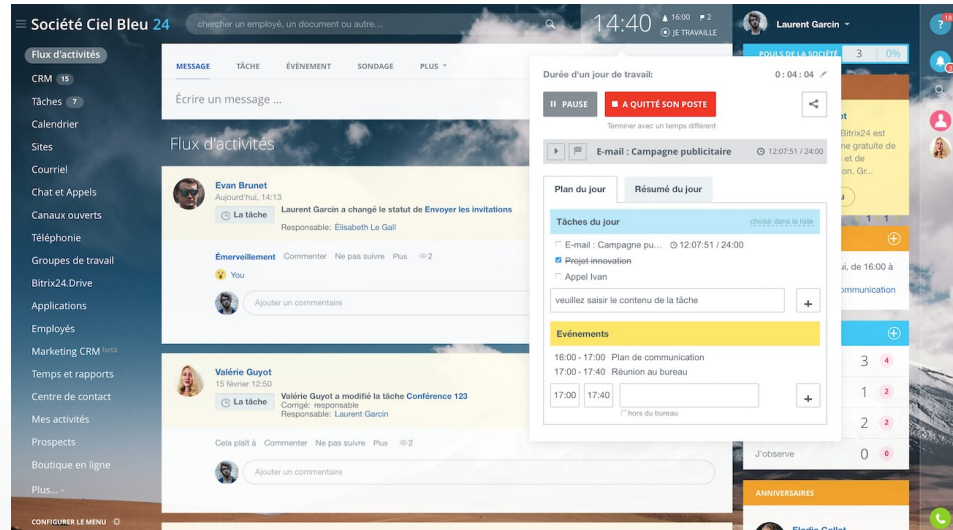 Société Ciel Bleu 24
chercher un employé, un document ou autre...
14:40
16:00 2
JE TRAVAILLE
Laurent Garcin
Flux d'activités
CRM 15
Tâches 7
Calendrier
Sites
Courriel
Chat et Appels
Canaux ouverts
Téléphonie
Groupes de travail
Bitrix24.Drive
Applications
Employés
Marketing CRM beta
Temps et rapports
Centre de contact
Mes activités
Prospects
Boutique en ligne
Plus... -
CONFIGURER LE MENU
MESSAGE TÂCHE ÉVÉNEMENT SONDAGE PLUS
Écrire un message ...
Flux d'activités
Evan Brunet
Aujourd'hui, 14:13
La tâche
Laurent Garcin a changé le statut de Envoyer les invitations
Responsable: Élisabeth Le Gall
Émerveillement Commenter Ne pas suivre Plus 2
You
Ajouter un commentaire
Valérie Guyot
15 février 12:50
La tâche
Valérie Guyot a modifié la tâche Conférence 123
Corrigé: responsable
Responsable: Laurent Garcin
Cela plaît à Commenter Ne pas suivre Plus 2
Ajouter un commentaire
Durée d'un jour de travail: 0 : 04 : 04
PAUSE
A QUITTÉ SON POSTE
Terminer avec un temps différent
E-mail : Campagne publicitaire 12:07:51 / 24:00
Plan du jour Résumé du jour
Tâches du jour choisir dans la liste
E-mail : Campagne pu... 12:07:51 / 24:00
Projet innovation
Appel Ivan
veuillez saisir le contenu de la tâche +
Evénements
16:00 - 17:00 Plan de communication
17:00 - 17:40 Réunion au bureau
17:00 17:40 +
hors du bureau
POULS DE LA SOCIÉTÉ 3 0%
Bitrix24 est
ne gratuite de
et de
on. Gr...
1 1
ui, de 16:00 à
ommunication
3 4
1 2
2 2
J'observe 0 0
ANNIVERSAIRES
Elodie Collet
? 18
3